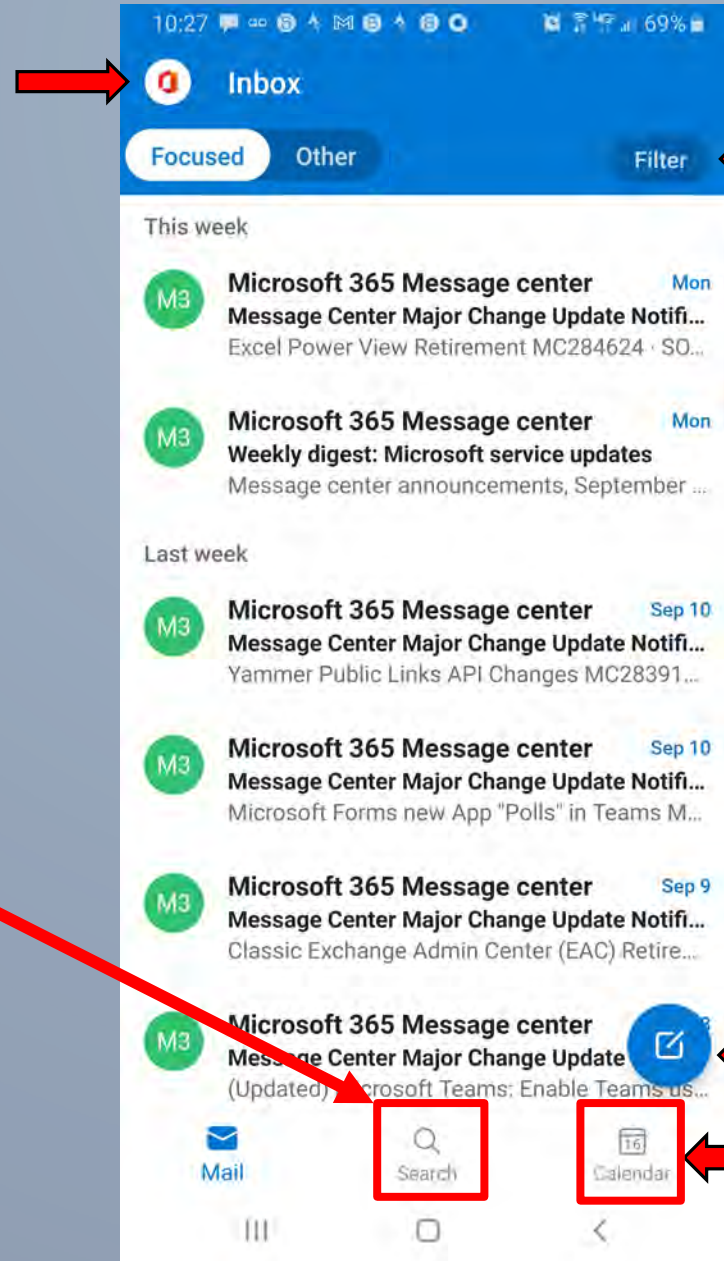 10:27 69%
Inbox
Focused Other Filter
This week
M3 Microsoft 365 Message center Mon
Message Center Major Change Update Notifi...
Excel Power View Retirement MC284624 · SO...
M3 Microsoft 365 Message center Mon
Weekly digest: Microsoft service updates
Message center announcements, September ...
Last week
M3 Microsoft 365 Message center Sep 10
Message Center Major Change Update Notifi...
Yammer Public Links API Changes MC28391...
M3 Microsoft 365 Message center Sep 10
Message Center Major Change Update Notifi...
Microsoft Forms new App "Polls" in Teams M...
M3 Microsoft 365 Message center Sep 9
Message Center Major Change Update Notifi...
Classic Exchange Admin Center (EAC) Retire...
M3 Microsoft 365 Message center
Message Center Major Change Update
(Updated) Microsoft Teams: Enable Teams us...
16
Mail Search Calendar